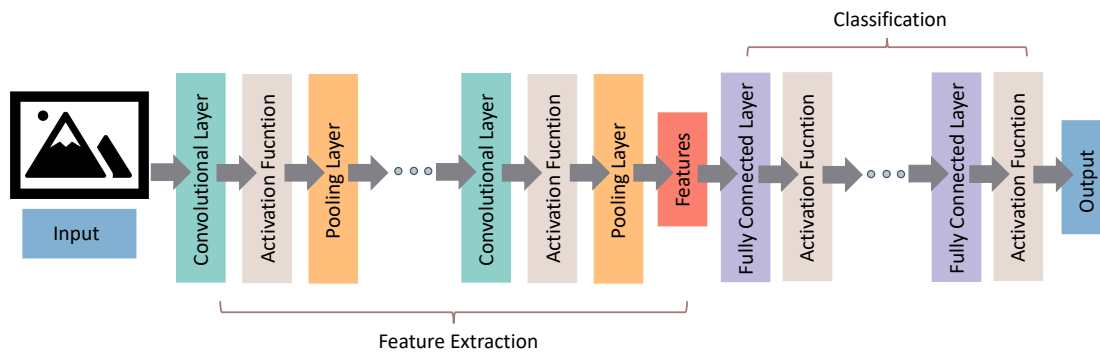 Classification
Input
Convolutional Layer
Activation Fucntion
Pooling Layer
Convolutional Layer
Activation Fucntion
Pooling Layer
Features
Fully Connected Layer
Activation Fucntion
Fully Connected Layer
Activation Fucntion
Output
Feature Extraction